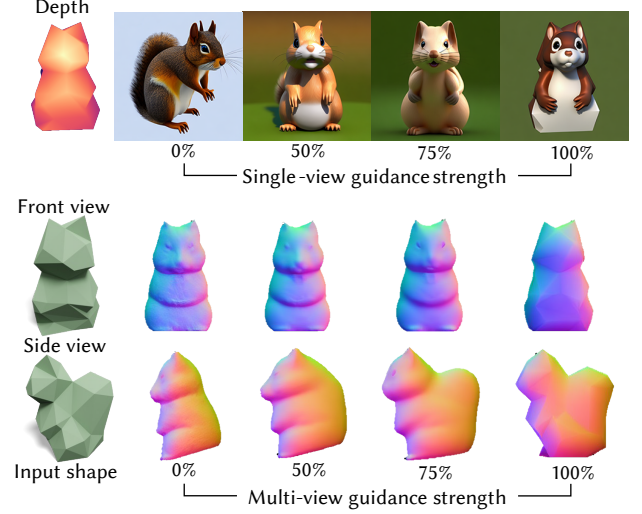 Depth
0% 50% 75% 100%
Single-view guidance strength
Front view
Side view
Input shape
0% 50% 75% 100%
Multi-view guidance strength